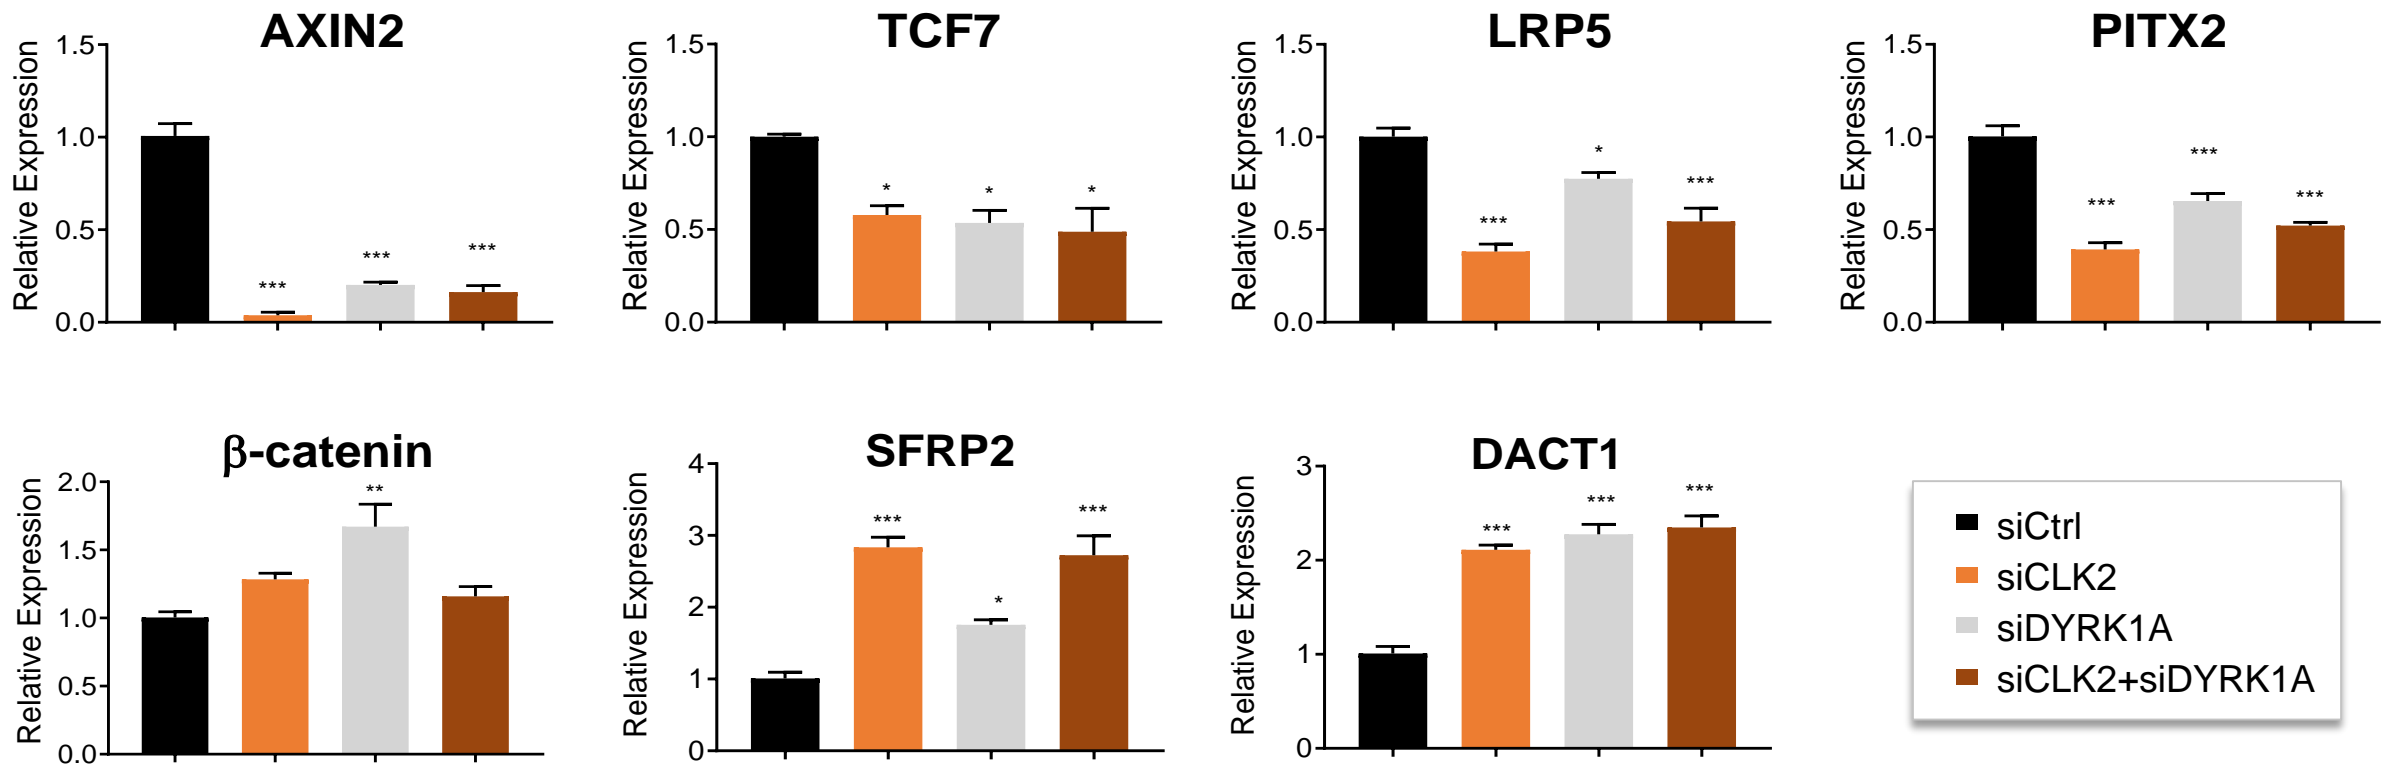 AXIN2
Relative Expression
1.5
1.0
0.5
0.0
***
***
***
TCF7
Relative Expression
1.5
1.0
0.5
0.0
*
*
*
LRP5
Relative Expression
1.5
1.0
0.5
0.0
***
*
***
PITX2
Relative Expression
1.5
1.0
0.5
0.0
***
***
***
β-catenin
Relative Expression
2.0
1.5
1.0
0.5
0.0
**
SFRP2
Relative Expression
4
3
2
1
0
***
*
***
DACT1
Relative Expression
3
2
1
0
***
***
***
siCtrl
siCLK2
siDYRK1A
siCLK2+siDYRK1A